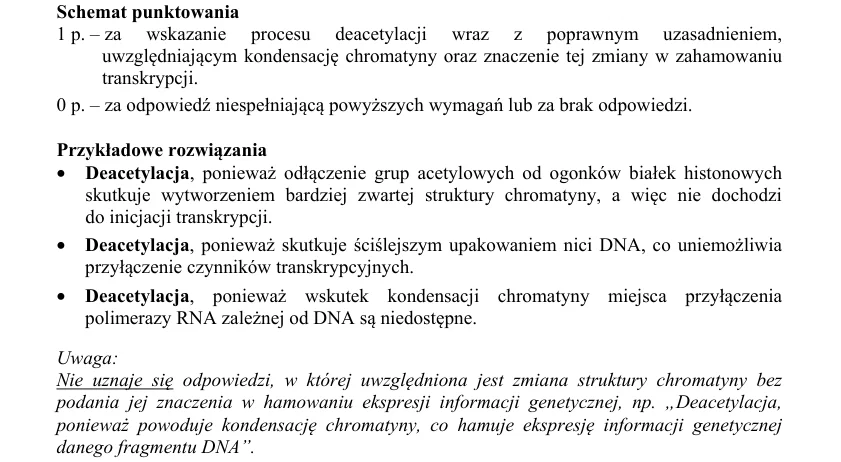 Schemat punktowania
1 p. – za wskazanie procesu deacetylacji wraz z poprawnym uzasadnieniem,
uwzględniającym kondensację chromatyny oraz znaczenie tej zmiany w zahamowaniu
transkrypcji.
0 p. – za odpowiedź niespełniającą powyższych wymagań lub za brak odpowiedzi.
Przykładowe rozwiązania
• Deacetylacja, ponieważ odłączenie grup acetylowych od ogonków białek histonowych
skutkuje wytworzeniem bardziej zwartej struktury chromatyny, a więc nie dochodzi
do inicjacji transkrypcji.
• Deacetylacja, ponieważ skutkuje ściślejszym upakowaniem nici DNA, co uniemożliwia
przyłączenie czynników transkrypcyjnych.
• Deacetylacja, ponieważ wskutek kondensacji chromatyny miejsca przyłączenia
polimerazy RNA zależnej od DNA są niedostępne.
Uwaga:
Nie uznaje się odpowiedzi, w której uwzględniona jest zmiana struktury chromatyny bez
podania jej znaczenia w hamowaniu ekspresji informacji genetycznej, np. „Deacetylacja,
ponieważ powoduje kondensację chromatyny, co hamuje ekspresję informacji genetycznej
danego fragmentu DNA”.